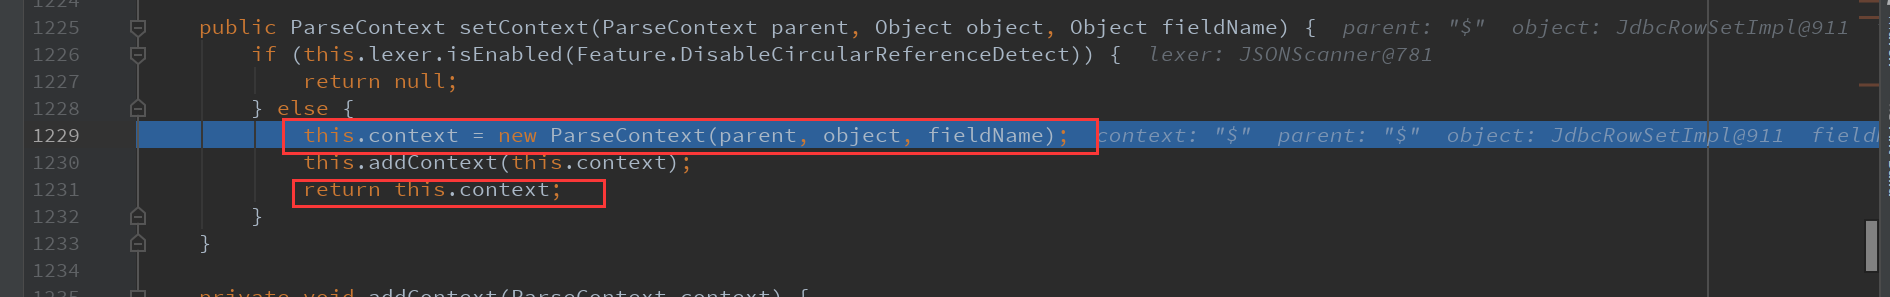 1224
1225 public ParseContext setContext(ParseContext parent, Object object, Object fieldName) { parent: "$" object: JdbcRowSetImpl@911
1226 if (this.lexer.isEnabled(Feature.DisableCircularReferenceDetect)) { lexer: JSONScanner@781
1227 return null;
1228 } else {
1229 this.context = new ParseContext(parent, object, fieldName); context: "$" parent: "$" object: JdbcRowSetImpl@911 field
1230 this.addContext(this.context);
1231 return this.context;
1232 }
1233 }
1234
1235 private void addContext(ParseContext context) {